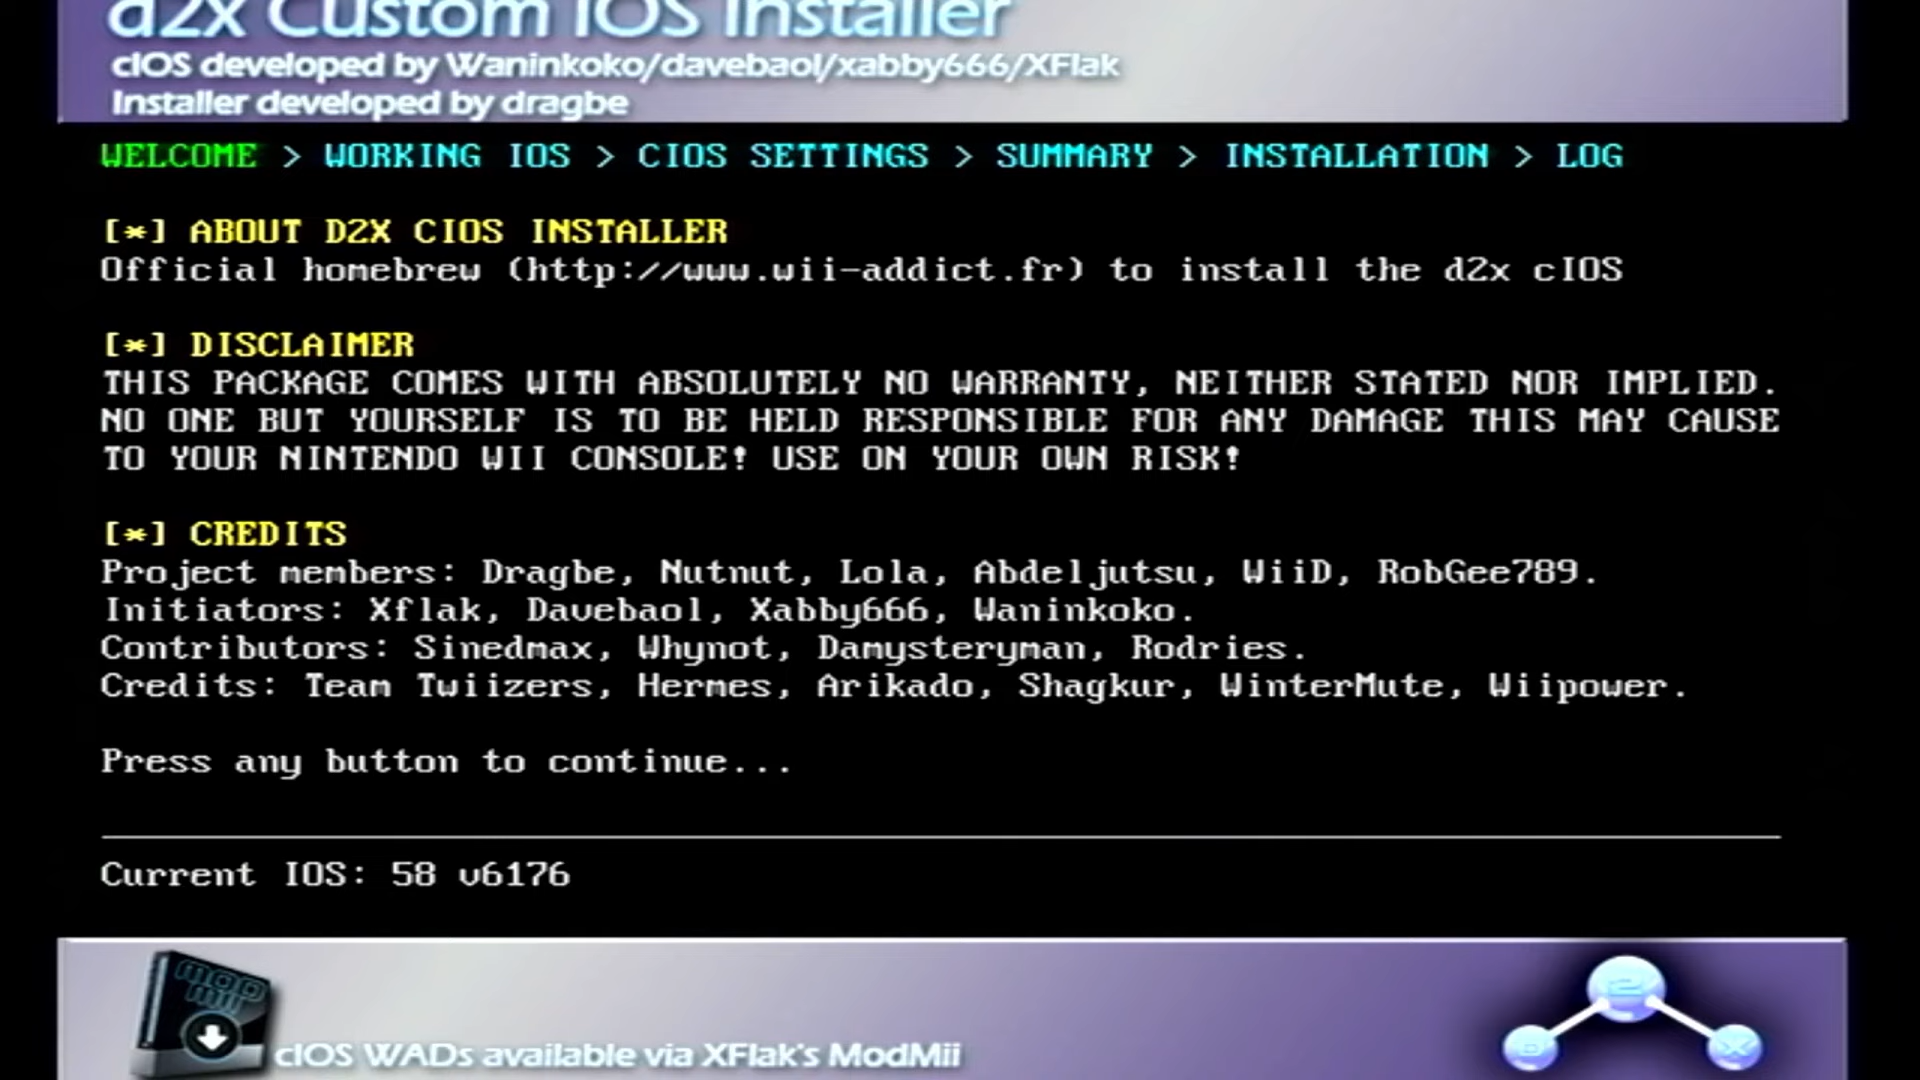 d2x Custom IOS Installer
cIOS developed by Waninkoko/davebaol/xabby666/XFlak
Installer developed by dragbe
WELCOME > WORKING IOS > CIOS SETTINGS > SUMMARY > INSTALLATION > LOG
[*] ABOUT D2X CIOS INSTALLER
Official homebrew (http://www.wii-addict.fr) to install the d2x cIOS
[*] DISCLAIMER
THIS PACKAGE COMES WITH ABSOLUTELY NO WARRANTY, NEITHER STATED NOR IMPLIED.
NO ONE BUT YOURSELF IS TO BE HELD RESPONSIBLE FOR ANY DAMAGE THIS MAY CAUSE
TO YOUR NINTENDO WII CONSOLE! USE ON YOUR OWN RISK!
[*] CREDITS
Project members: Dragbe, Nutnut, Lola, Abdeljutsu, WiiD, RobGee789.
Initiators: Xflak, Davebaol, Xabby666, Waninkoko.
Contributors: Sinedmax, Whynot, Damysteryman, Rodries.
Credits: Team Twiizers, Hermes, Arikado, Shagkur, WinterMute, Wiipower.
Press any button to continue...
Current IOS: 58 v6176
MOD
MII
cIOS WADs available via XFlak's ModMii
D 2 X